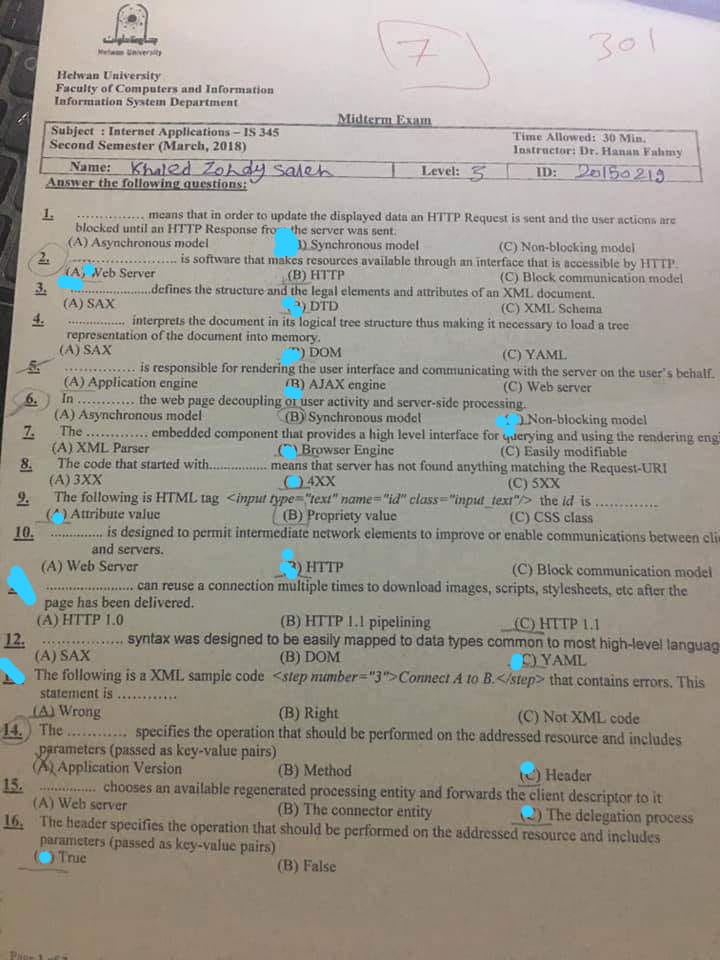 Helwan University
7
301
Helwan University
Faculty of Computers and Information
Information System Department
Midterm Exam
Subject : Internet Applications – IS 345
Time Allowed: 30 Min.
Second Semester (March, 2018)
Instructor: Dr. Hanan Fahmy
Name: Khaled Zohdy Saleh Level: 3 ID: 20150219
Answer the following questions:
1. ............... means that in order to update the displayed data an HTTP Request is sent and the user actions are
blocked until an HTTP Response from the server was sent.
(A) Asynchronous model ) Synchronous model (C) Non-blocking model
2. ........................ is software that makes resources available through an interface that is accessible by HTTP.
(A) Web Server (B) HTTP (C) Block communication model
3. ........................defines the structure and the legal elements and attributes of an XML document.
(A) SAX ) DTD (C) XML Schema
4. ............... interprets the document in its logical tree structure thus making it necessary to load a tree
representation of the document into memory.
(A) SAX ) DOM (C) YAML
5. ............... is responsible for rendering the user interface and communicating with the server on the user's behalf.
(A) Application engine (B) AJAX engine (C) Web server
6. In ............ the web page decoupling of user activity and server-side processing.
(A) Asynchronous model (B) Synchronous model ) Non-blocking model
7. The ............. embedded component that provides a high level interface for querying and using the rendering
(A) XML Parser ) Browser Engine (C) Easily modifiable
8. The code that started with............... means that server has not found anything matching the Request-URI
(A) 3XX ) 4XX (C) 5XX
9. The following is HTML tag <input type="text" name="id" class="input_text"/> the id is .............
) Attribute value (B) Propriety value (C) CSS class
10. ............. is designed to permit intermediate network elements to improve or enable communications between
and servers.
(A) Web Server ) HTTP (C) Block communication model
........................ can reuse a connection multiple times to download images, scripts, stylesheets, etc after the
page has been delivered.
(A) HTTP 1.0 (B) HTTP 1.1 pipelining (C) HTTP 1.1
12. .................. syntax was designed to be easily mapped to data types common to most high-level
(A) SAX (B) DOM C) YAML
The following is a XML sample code <step number="3">Connect A to B.</step> that contains errors. This
statement is ............
(A) Wrong (B) Right (C) Not XML code
14. The ............ specifies the operation that should be performed on the addressed resource and includes
parameters (passed as key-value pairs)
(A) Application Version (B) Method (C) Header
15. ............... chooses an available regenerated processing entity and forwards the client descriptor to it
(A) Web server (B) The connector entity ) The delegation process
16. The header specifies the operation that should be performed on the addressed resource and includes
parameters (passed as key-value pairs)
( ) True (B) False